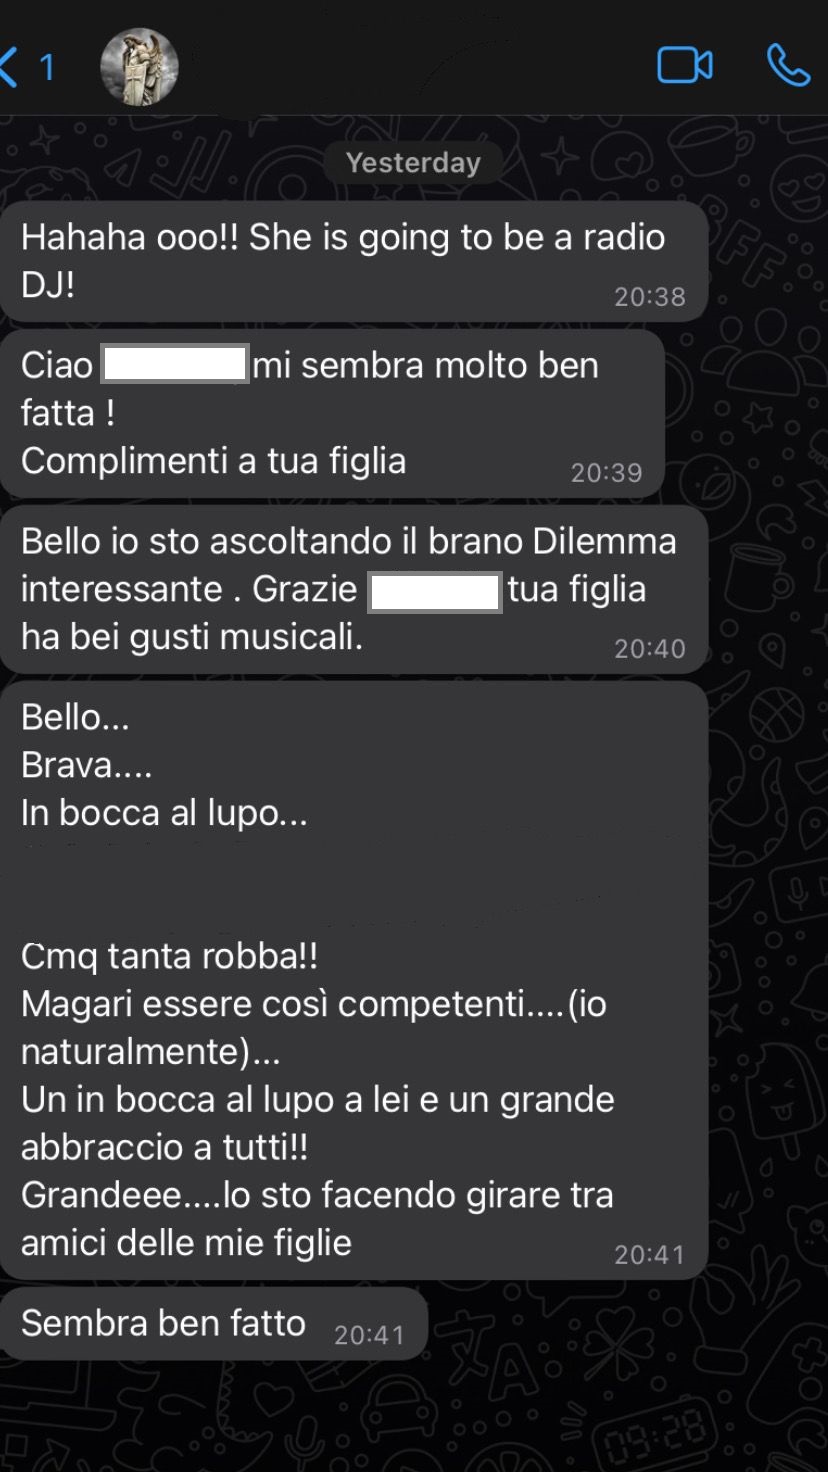 1
Yesterday
Hahaha ooo!! She is going to be a radio
DJ!
20:38
Ciao mi sembra molto ben
fatta !
Complimenti a tua figlia
20:39
Bello io sto ascoltando il brano Dilemma
interessante . Grazie tua figlia
ha bei gusti musicali.
20:40
Bello...
Brava....
In bocca al lupo...
Cmq tanta robba!!
Magari essere così competenti....(io
naturalmente)...
Un in bocca al lupo a lei e un grande
abbraccio a tutti!!
Grandeee....lo sto facendo girare tra
amici delle mie figlie
20:41
Sembra ben fatto
20:41
BFF
09:28